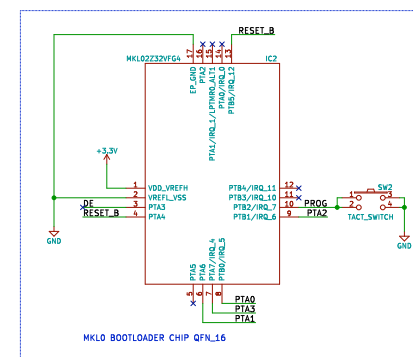 RESET_B
MKL02Z32VFG4
IC2
17
16
15
14
13
EP_GND
PTA2
PTA1/IRQ_1/LPTMR0_ALT1
PTA0/IRQ_0
PTB5/IRQ_12
+3.3V
1 VDD_VREFH
2 VREFL_VSS
DE 3 PTA3
RESET_B 4 PTA4
PTB4/IRQ_11 12
PTB3/IRQ_10 11
PTB2/IRQ_7 10 PROG
PTB1/IRQ_6 9 PTA2
SW2
1 3
2 4
TACT_SWITCH
GND
GND
PTA5
PTA6
PTA7/IRQ_4
PTB0/IRQ_5
5
6
7
8
PTA0
PTA3
PTA1
MKL0 BOOTLOADER CHIP QFN_16